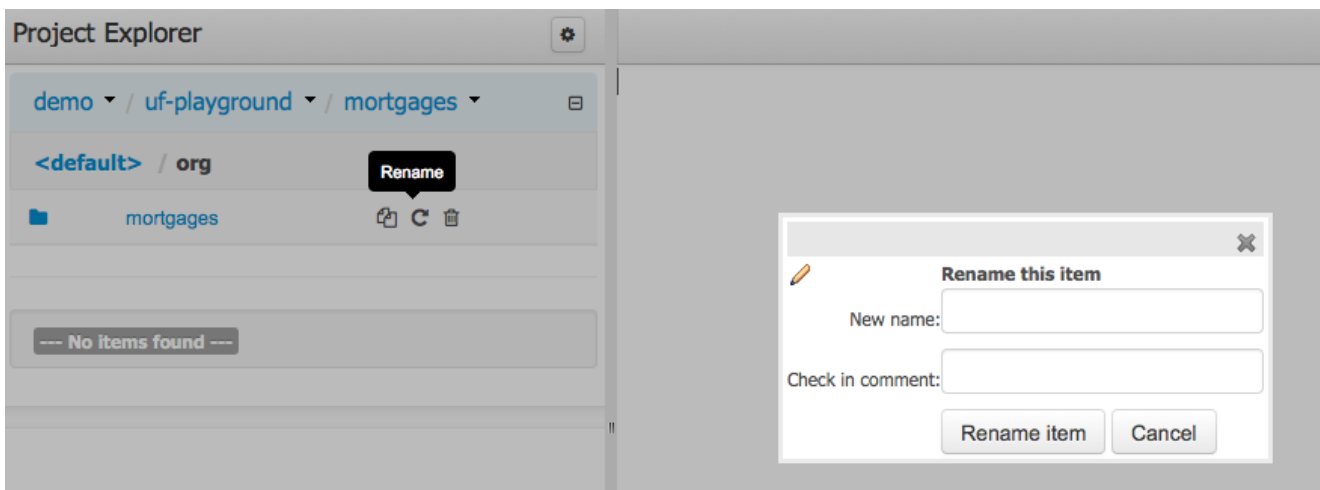 Project Explorer
demo / uf-playground / mortgages
<default> / org
Rename
mortgages
--- No items found ---
Rename this item
New name:
Check in comment:
Rename item Cancel